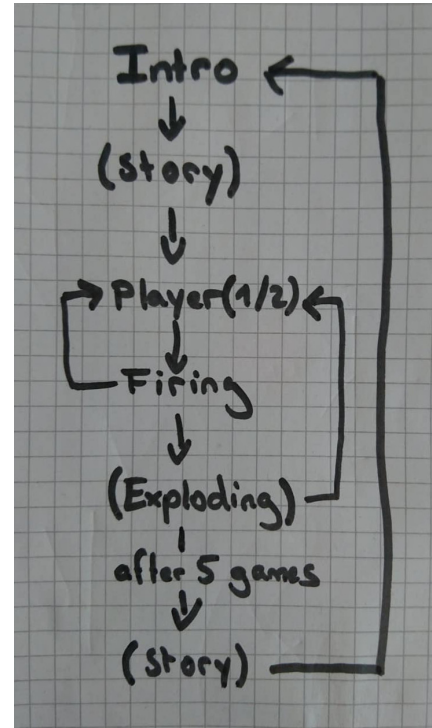 Intro
(Story)
Player(1/2)
Firing
(Exploding)
after 5 games
(Story)